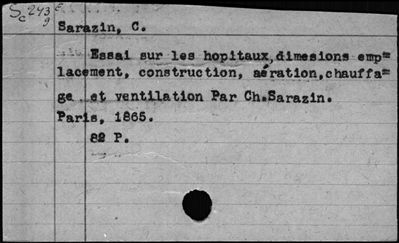 Sc 243 e
g
Sarazin, C.
Essai sur les hopitaux,dimesions emp=
lacement, construction, aération,chauffa=
ge et ventilation Par Ch.Sarazin.
Paris, 1865.
82 P.